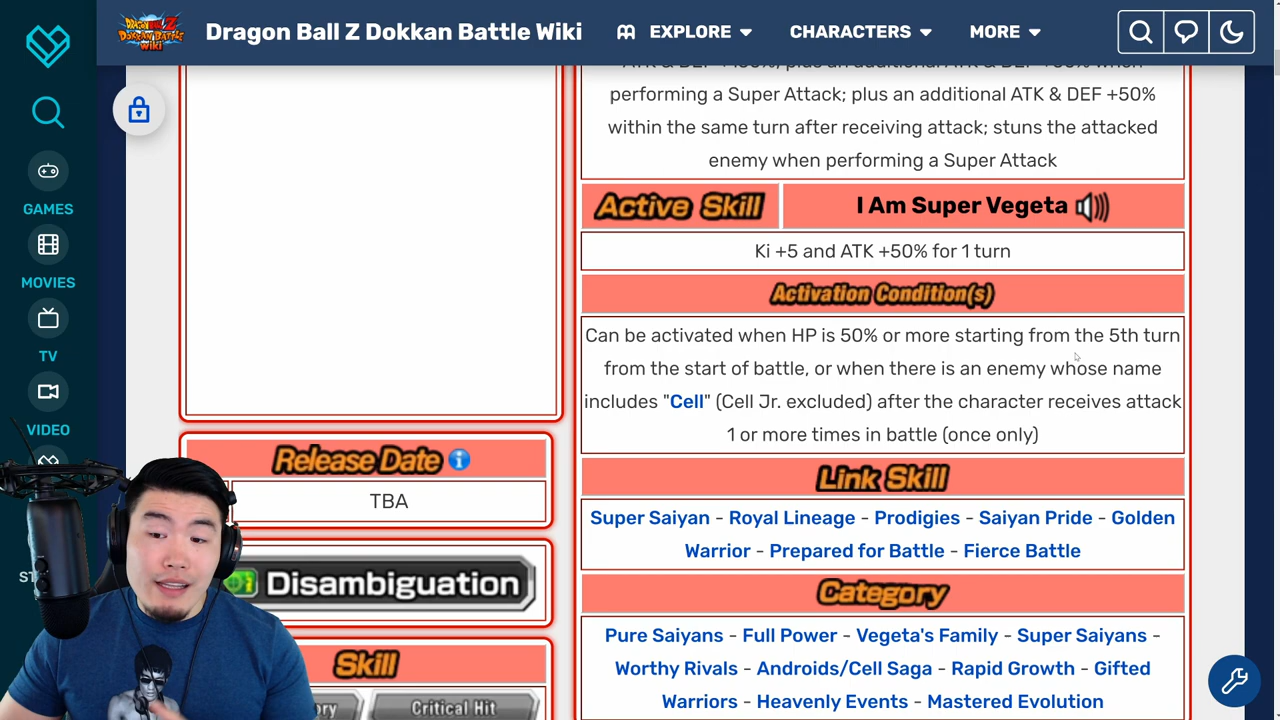 DRAGON BALL Z DOKKAN BATTLE WIKI
Dragon Ball Z Dokkan Battle Wiki
EXPLORE
CHARACTERS
MORE
GAMES
MOVIES
TV
VIDEO
performing a Super Attack; plus an additional ATK & DEF +50%
within the same turn after receiving attack; stuns the attacked
enemy when performing a Super Attack
Active Skill
I Am Super Vegeta
Ki +5 and ATK +50% for 1 turn
Activation Condition(s)
Can be activated when HP is 50% or more starting from the 5th turn
from the start of battle, or when there is an enemy whose name
includes "Cell" (Cell Jr. excluded) after the character receives attack
1 or more times in battle (once only)
Link Skill
Super Saiyan - Royal Lineage - Prodigies - Saiyan Pride - Golden
Warrior - Prepared for Battle - Fierce Battle
Category
Pure Saiyans - Full Power - Vegeta's Family - Super Saiyans -
Worthy Rivals - Androids/Cell Saga - Rapid Growth - Gifted
Warriors - Heavenly Events - Mastered Evolution
Release Date
TBA
Disambiguation
Skill
Critical Hit